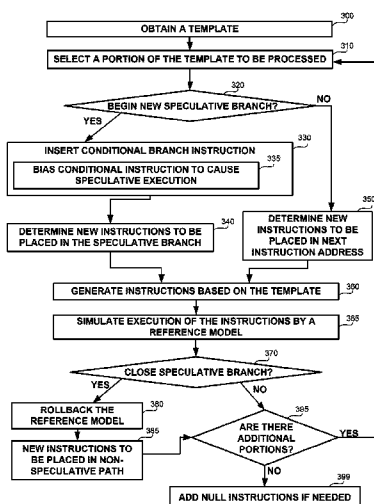 300
OBTAIN A TEMPLATE
310
SELECT A PORTION OF THE TEMPLATE TO BE PROCESSED
320
BEGIN NEW SPECULATIVE BRANCH?
NO
YES
330
INSERT CONDITIONAL BRANCH INSTRUCTION
335
BIAS CONDITIONAL INSTRUCTION TO CAUSE
SPECULATIVE EXECUTION
340
DETERMINE NEW INSTRUCTIONS TO BE
PLACED IN THE SPECULATIVE BRANCH
350
DETERMINE NEW
INSTRUCTIONS TO BE
PLACED IN NEXT
INSTRUCTION ADDRESS
360
GENERATE INSTRUCTIONS BASED ON THE TEMPLATE
365
SIMULATE EXECUTION OF THE INSTRUCTIONS BY A
REFERENCE MODEL
370
CLOSE SPECULATIVE BRANCH?
YES
NO
380
ROLLBACK THE
REFERENCE MODEL
385
NEW INSTRUCTIONS TO
BE PLACED IN NON-
SPECULATIVE PATH
395
ARE THERE
ADDITIONAL
PORTIONS?
YES
NO
399
ADD NULL INSTRUCTIONS IF NEEDED